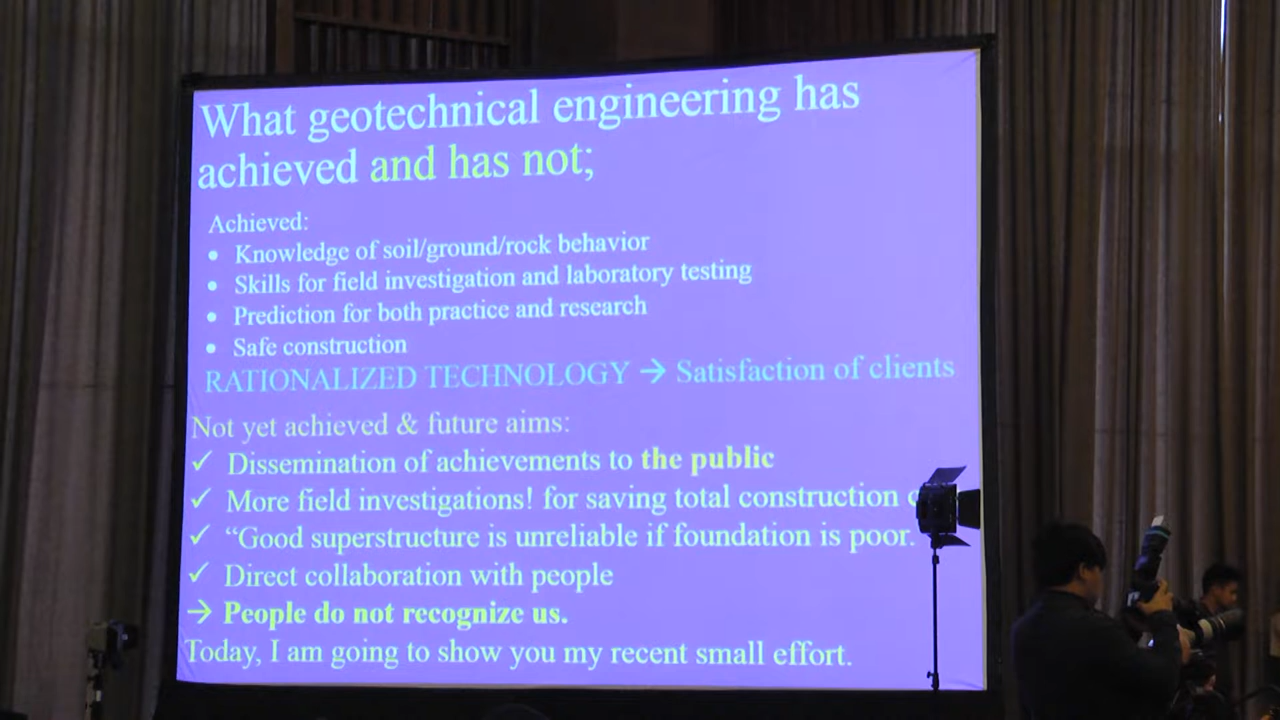 What geotechnical engineering has
achieved and has not;
Achieved:
• Knowledge of soil/ground/rock behavior
• Skills for field investigation and laboratory testing
• Prediction for both practice and research
• Safe construction
RATIONALIZED TECHNOLOGY → Satisfaction of clients
Not yet achieved & future aims:
✓ Dissemination of achievements to the public
✓ More field investigations! for saving total construction
✓ “Good superstructure is unreliable if foundation is poor.
✓ Direct collaboration with people
→ People do not recognize us.
Today, I am going to show you my recent small effort.